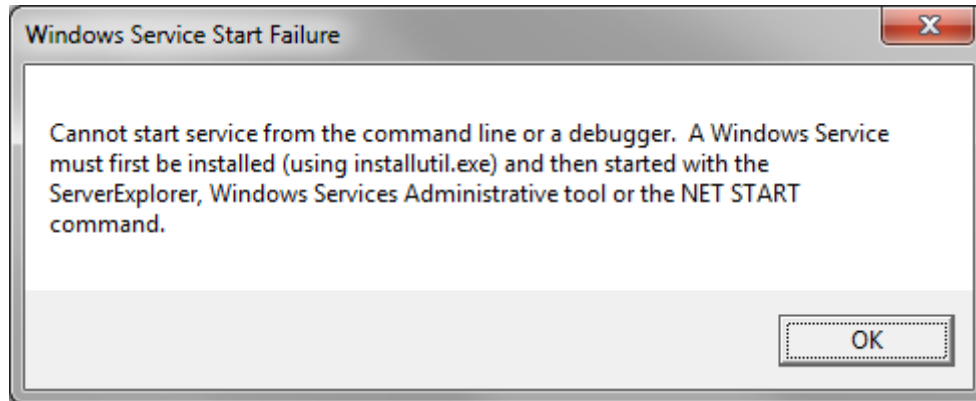 Windows Service Start Failure
Cannot start service from the command line or a debugger.  A Windows Service
must first be installed (using installutil.exe) and then started with the
ServerExplorer, Windows Services Administrative tool or the NET START
command.
OK